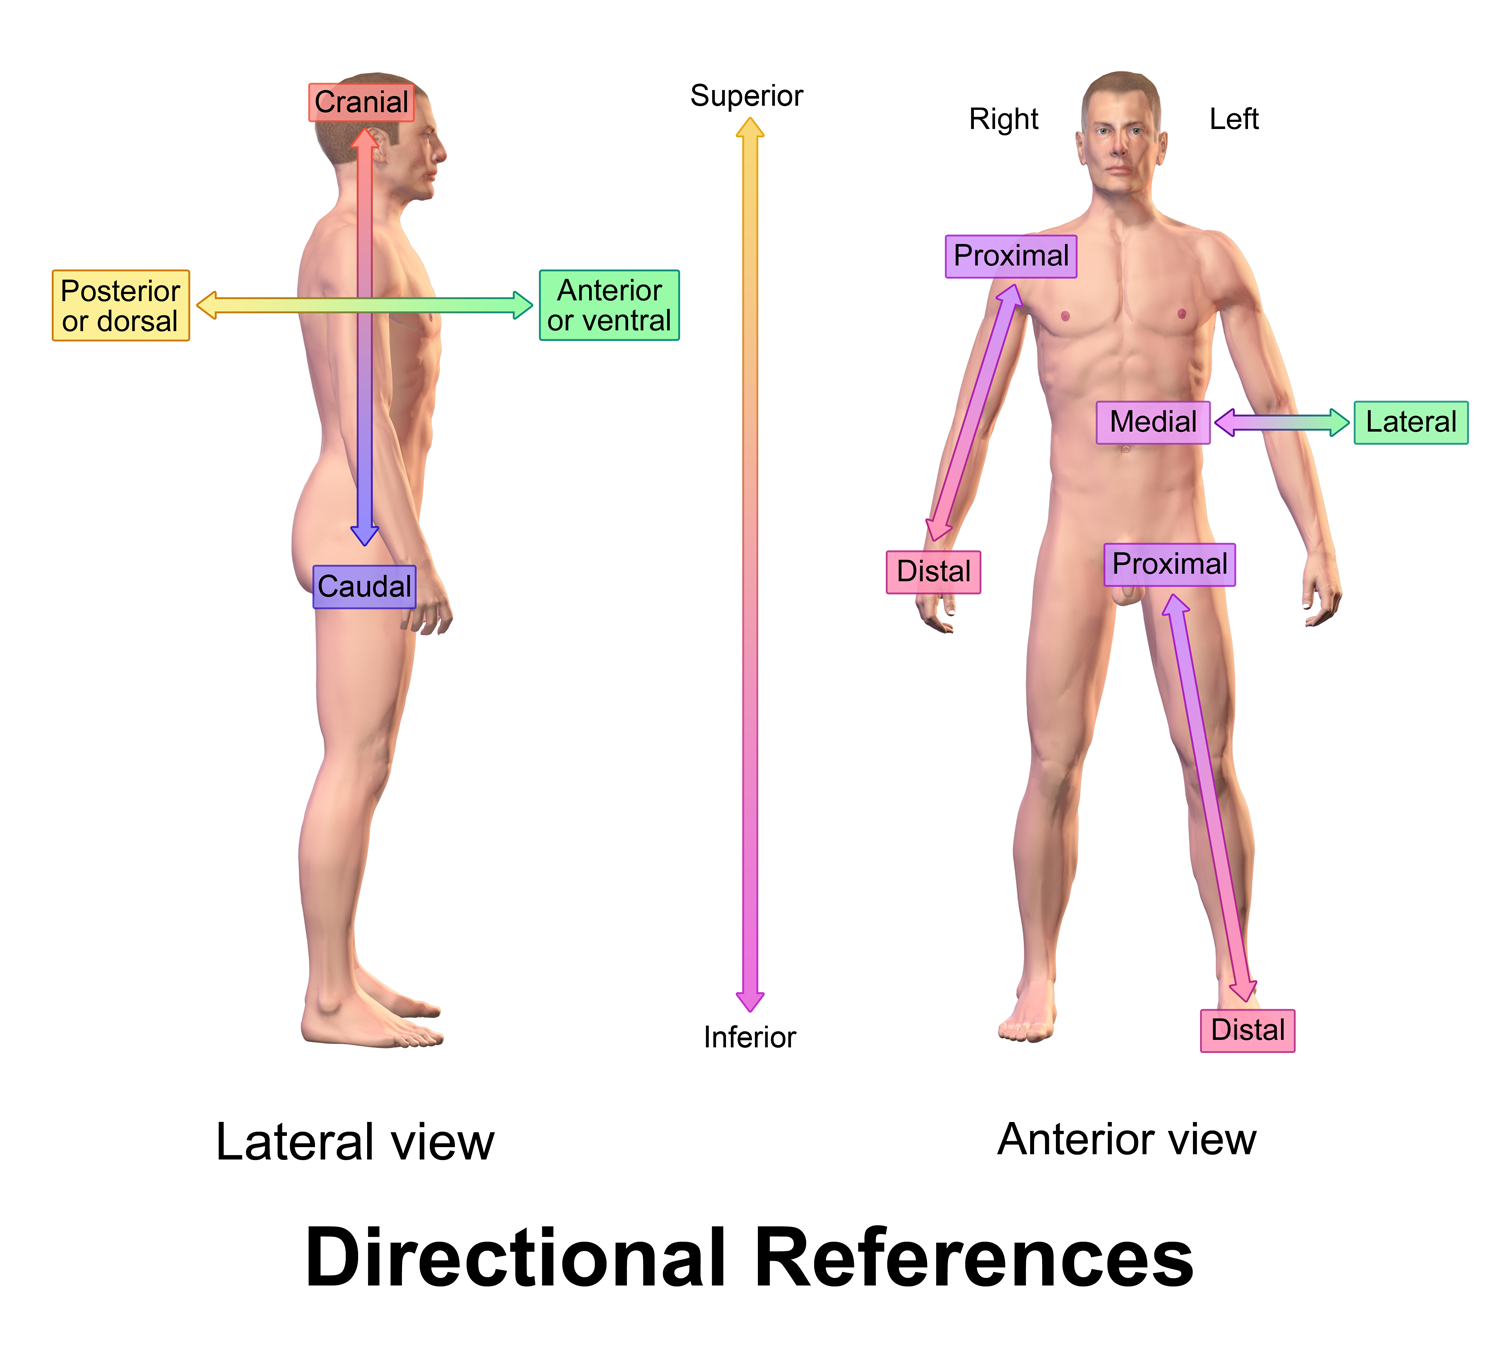 Cranial
Posterior
or dorsal
Anterior
or ventral
Caudal
Superior
Inferior
Right
Left
Proximal
Medial
Lateral
Distal
Proximal
Distal
Lateral view
Anterior view
Directional References